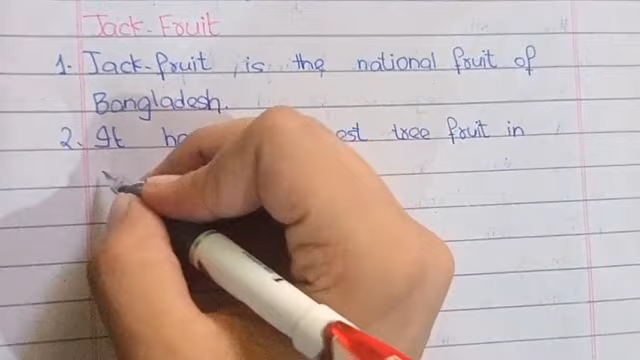 Jack-Fruit
1. Jack-fruit is the national fruit of
Bangladesh.
2. It tree fruit in